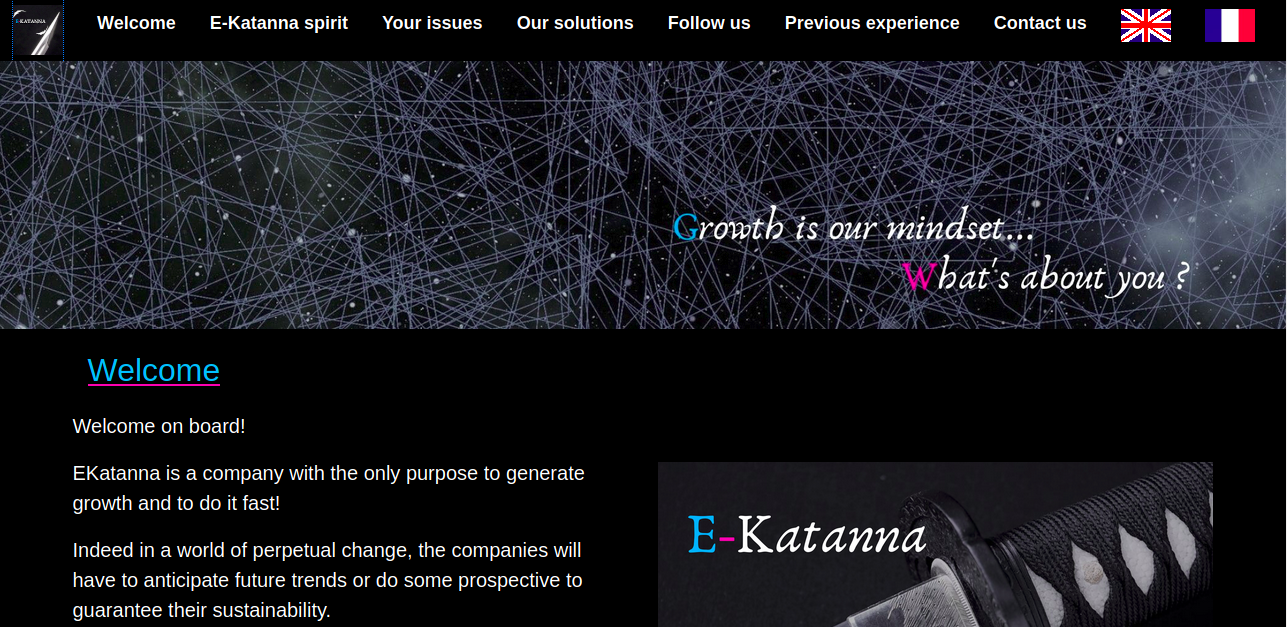 E-KATANNA
Welcome
E-Katanna spirit
Your issues
Our solutions
Follow us
Previous experience
Contact us
Growth is our mindset...
What's about you ?
Welcome
Welcome on board!
EKatanna is a company with the only purpose to generate
growth and to do it fast!
Indeed in a world of perpetual change, the companies will
have to anticipate future trends or do some prospective to
guarantee their sustainability.
E-Katanna